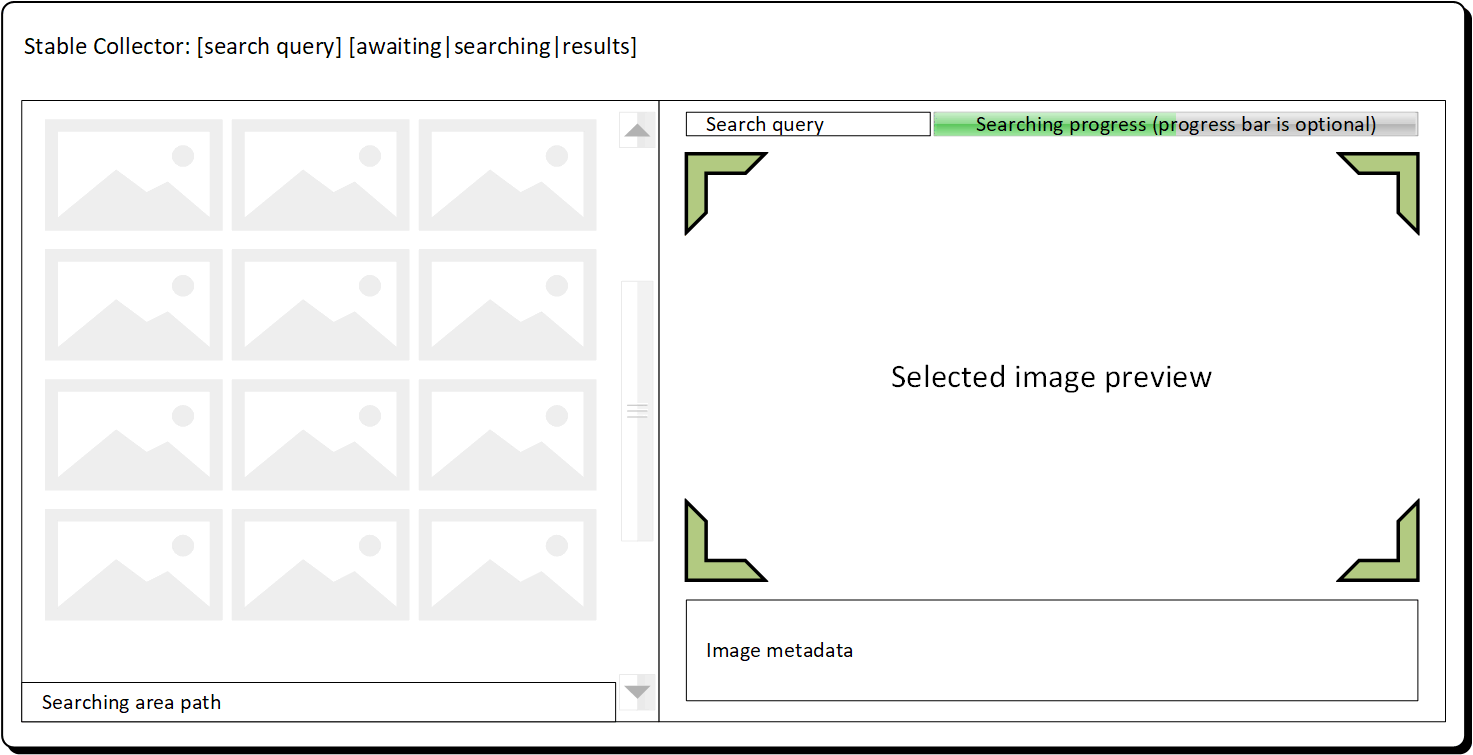 Stable Collector: [search query] [awaiting|searching|results]
Search query
Searching progress (progress bar is optional)
Selected image preview
Image metadata
Searching area path